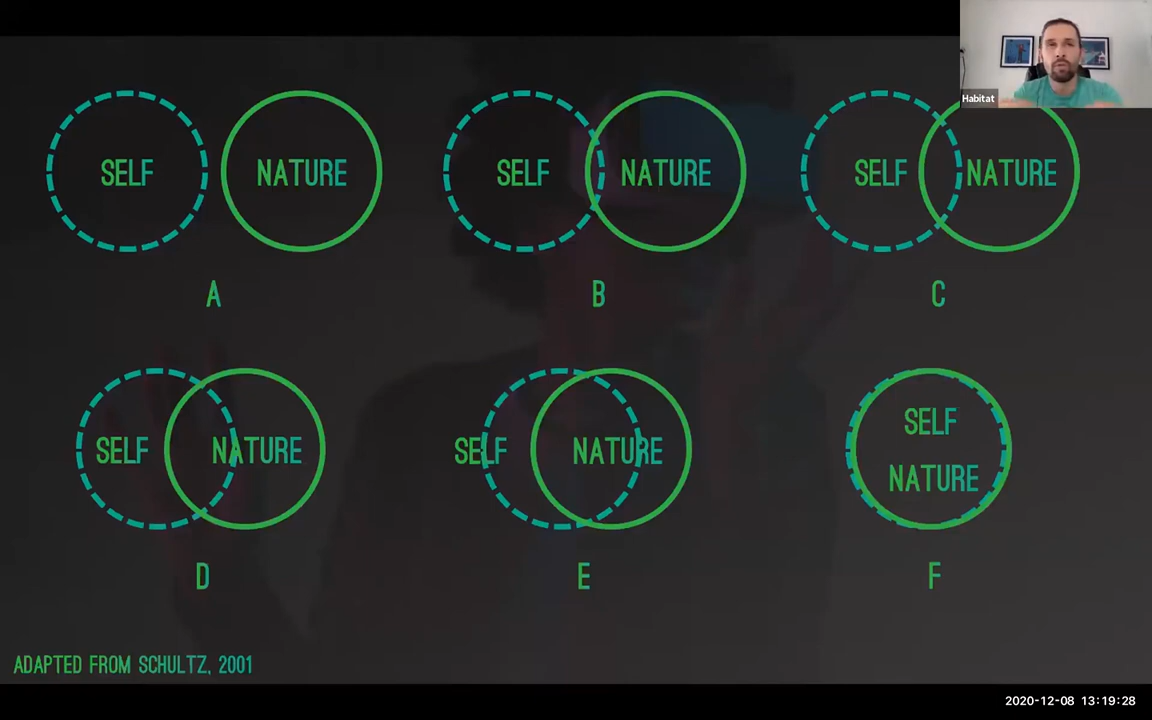 Habitat
SELF NATURE
SELF NATURE
SELF NATURE
A
B
C
SELF NATURE
SELF NATURE
SELF
NATURE
D
E
F
ADAPTED FROM SCHULTZ, 2001
2020-12-08 13:19:28